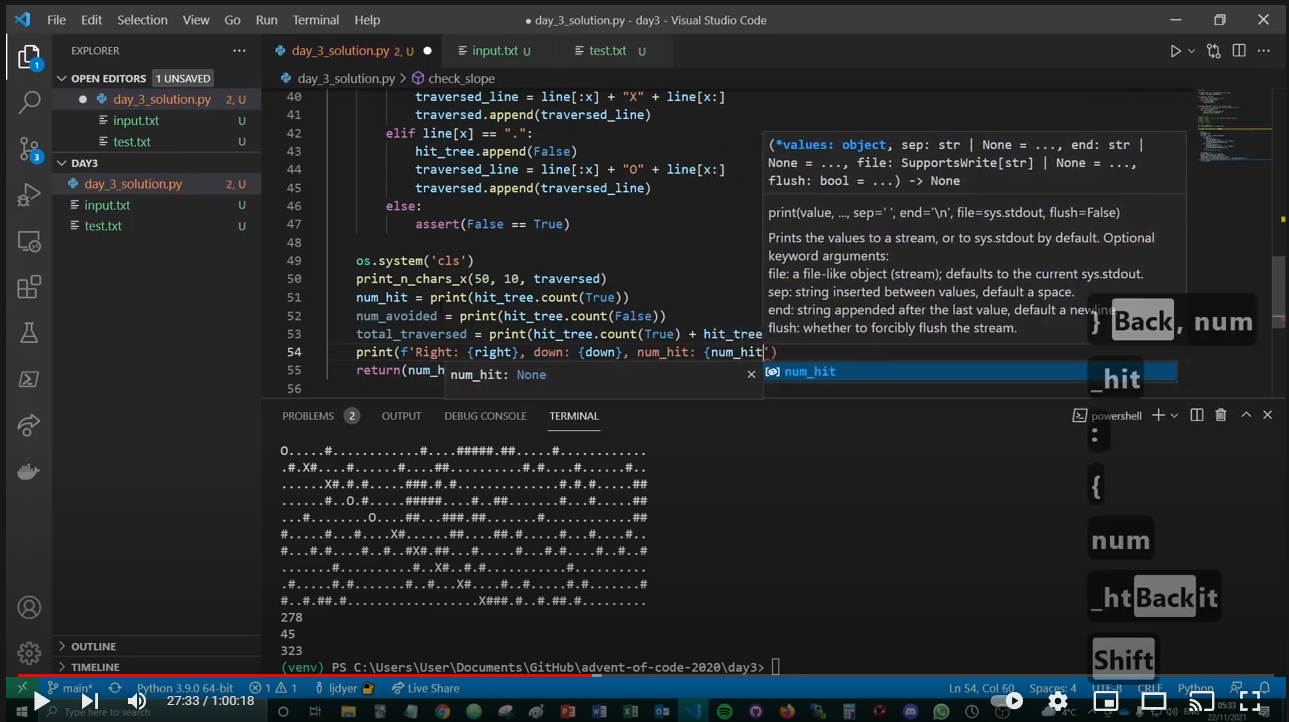 File Edit Selection View Go Run Terminal Help
● day_3_solution.py - day3 - Visual Studio Code
EXPLORER
OPEN EDITORS 1 UNSAVED
day_3_solution.py 2, U
input.txt U
test.txt U
DAY3
day_3_solution.py 2, U
input.txt U
test.txt U
OUTLINE
TIMELINE
day_3_solution.py 2, U ● input.txt U test.txt U
day_3_solution.py > check_slope
40 traversed_line = line[:x] + "X" + line[x:]
41 traversed.append(traversed_line)
42 elif line[x] == ".":
43 hit_tree.append(False)
44 traversed_line = line[:x] + "O" + line[x:]
45 traversed.append(traversed_line)
46 else:
47 assert(False == True)
48
49 os.system('cls')
50 print_n_chars_x(50, 10, traversed)
51 num_hit = print(hit_tree.count(True))
52 num_avoided = print(hit_tree.count(False))
53 total_traversed = print(hit_tree.count(True) + hit_tree
54 print(f'Right: {right}, down: {down}, num_hit: {num_hit')
55 return(num_h
56
(*values: object, sep: str | None = ..., end: str |
None = ..., file: SupportsWrite[str] | None = ...,
flush: bool = ...) -> None
print(value, ..., sep=' ', end='\n', file=sys.stdout, flush=False)
Prints the values to a stream, or to sys.stdout by default. Optional
keyword arguments:
file: a file-like object (stream); defaults to the current sys.stdout.
sep: string inserted between values, default a space.
end: string appended after the last value, default a newline
flush: whether to forcibly flush the stream.
num_hit
num_hit: None
} Back, num
_hit
:
{
num
_htBackit
Shift
PROBLEMS 2 OUTPUT DEBUG CONSOLE TERMINAL
powershell
O....#............#....#####.##.....#............
.#.X#....#......#....##..........#.#....#......#..
......X#.#.#.....###.#.#..............#.#.#.....##
......#..O.#.....#####....#..##.......#...#.....##
...#........O....##...###.##.......#............##
#.....#...#....X#......##....##...#...#....#....#..
#...#..#.....#..#..#X#.##...#....#..#...#....#..#..#
.......#..........#..X#..#.#...........#..........
.#.....#.#......#..#....X#....#..#.....#.#.......#
#..#.##.#..................X###.#..#.##.#.........
278
45
323
(venv) PS C:\Users\User\Documents\GitHub\advent-of-code-2020\day3>
main* Python 3.9.0 64-bit 1 1 ljdyer Live Share
Ln 54, Col 60 Spaces: 4 UTF-8 CRLF Python
27:33 / 1:00:18
Type here to search
4°C
ENG
05:33
22/11/2021